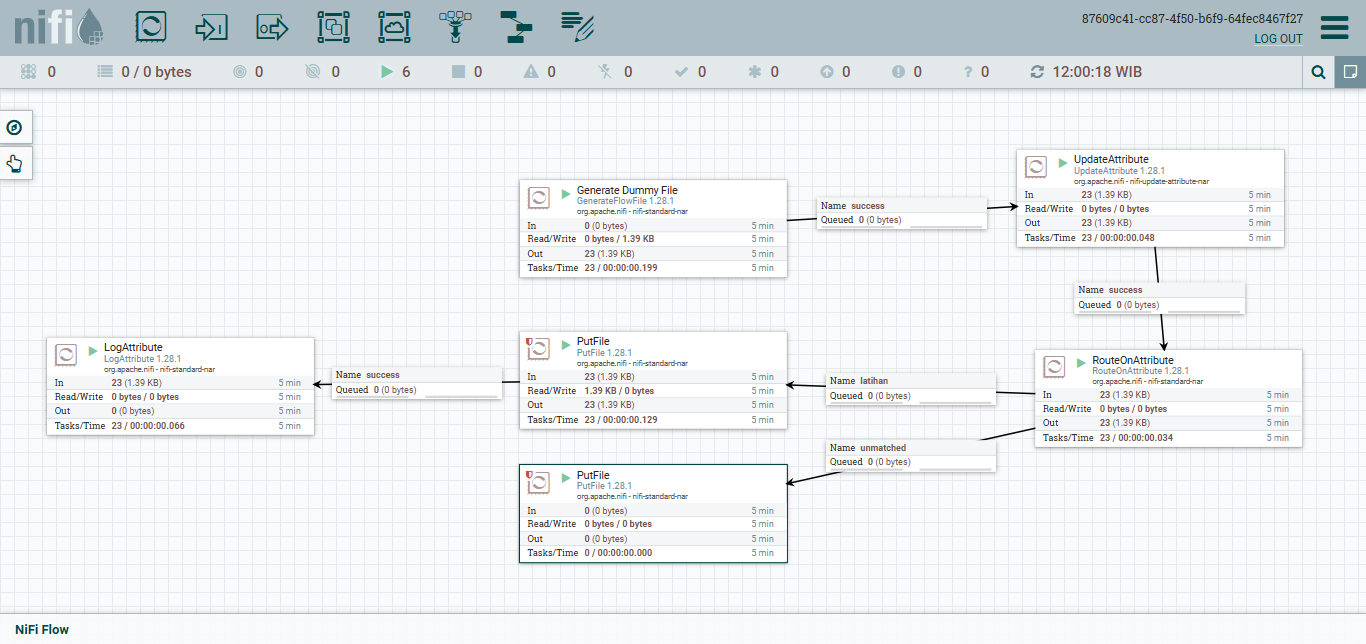 nifi
87609c41-cc87-4f50-b6f9-64fec8467f27
LOG OUT
0 0 / 0 bytes 0 0 6 0 0 0 0 0 0 0 ? 0 12:00:18 WIB
Generate Dummy File
GenerateFlowFile 1.28.1
org.apache.nifi - nifi-standard-nar
In 0 (0 bytes) 5 min
Read/Write 0 bytes / 1.39 KB 5 min
Out 23 (1.39 KB) 5 min
Tasks/Time 23 / 00:00:00.199 5 min
Name success
Queued 0 (0 bytes)
UpdateAttribute
UpdateAttribute 1.28.1
org.apache.nifi - nifi-update-attribute-nar
In 23 (1.39 KB) 5 min
Read/Write 0 bytes / 0 bytes 5 min
Out 23 (1.39 KB) 5 min
Tasks/Time 23 / 00:00:00.048 5 min
Name success
Queued 0 (0 bytes)
RouteOnAttribute
RouteOnAttribute 1.28.1
org.apache.nifi - nifi-standard-nar
In 23 (1.39 KB) 5 min
Read/Write 0 bytes / 0 bytes 5 min
Out 23 (1.39 KB) 5 min
Tasks/Time 23 / 00:00:00.034 5 min
Name latihan
Queued 0 (0 bytes)
PutFile
PutFile 1.28.1
org.apache.nifi - nifi-standard-nar
In 23 (1.39 KB) 5 min
Read/Write 1.39 KB / 0 bytes 5 min
Out 23 (1.39 KB) 5 min
Tasks/Time 23 / 00:00:00.129 5 min
Name success
Queued 0 (0 bytes)
LogAttribute
LogAttribute 1.28.1
org.apache.nifi - nifi-standard-nar
In 23 (1.39 KB) 5 min
Read/Write 0 bytes / 0 bytes 5 min
Out 0 (0 bytes) 5 min
Tasks/Time 23 / 00:00:00.066 5 min
Name unmatched
Queued 0 (0 bytes)
PutFile
PutFile 1.28.1
org.apache.nifi - nifi-standard-nar
In 0 (0 bytes) 5 min
Read/Write 0 bytes / 0 bytes 5 min
Out 0 (0 bytes) 5 min
Tasks/Time 0 / 00:00:00.000 5 min
NiFi Flow